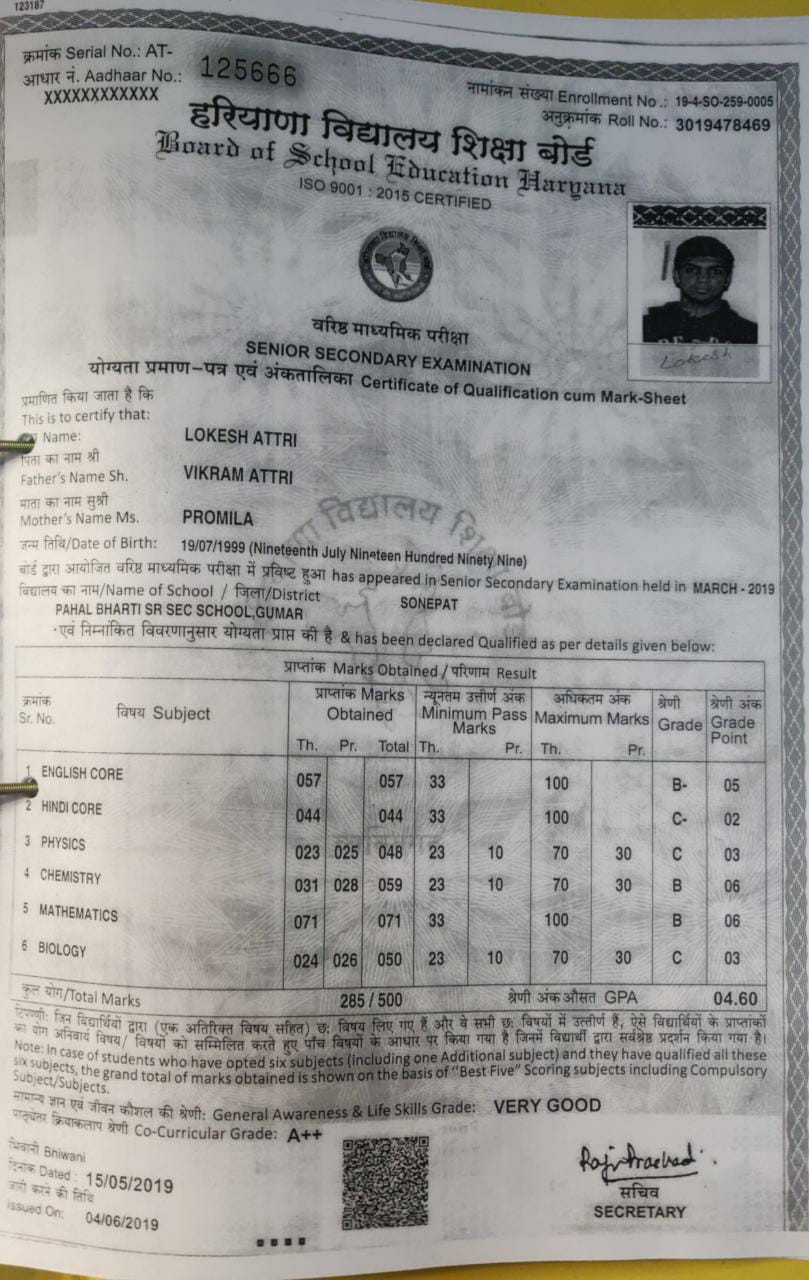 123187
क्रमांक Serial No.: AT- 125666
आधार नं. Aadhaar No.:
XXXXXXXXXXXX
नामांकन संख्या Enrollment No.: 19-4-SO-259-0005
अनुक्रमांक Roll No.: 3019478469
हरियाणा विद्यालय शिक्षा बोर्ड
Board of School Education Haryana
ISO 9001 : 2015 CERTIFIED
Lokesh
वरिष्ठ माध्यमिक परीक्षा
SENIOR SECONDARY EXAMINATION
योग्यता प्रमाण-पत्र एवं अंकतालिका Certificate of Qualification cum Mark-Sheet
प्रमाणित किया जाता है कि
This is to certify that:
Name: LOKESH ATTRI
पिता का नाम श्री
Father's Name Sh. VIKRAM ATTRI
माता का नाम सुश्री
Mother's Name Ms. PROMILA
जन्म तिथि/Date of Birth: 19/07/1999 (Nineteenth July Nineteen Hundred Ninety Nine)
बोर्ड द्वारा आयोजित वरिष्ठ माध्यमिक परीक्षा में प्रविष्ट हुआ has appeared in Senior Secondary Examination held in MARCH - 2019
विद्यालय का नाम/Name of School / जिला/District
PAHAL BHARTI SR SEC SCHOOL,GUMAR SONEPAT
एवं निम्नांकित विवरणानुसार योग्यता प्राप्त की है & has been declared Qualified as per details given below:
प्राप्तांक Marks Obtained / परिणाम Result
क्रमांक Sr. No. विषय Subject प्राप्तांक Marks Obtained न्यूनतम उत्तीर्ण अंक Minimum Pass Marks अधिकतम अंक Maximum Marks श्रेणी Grade श्रेणी अंक Grade Point
Th. Pr. Total Th. Pr. Th. Pr.
1 ENGLISH CORE 057 057 33 100 B- 05
2 HINDI CORE 044 044 33 100 C- 02
3 PHYSICS 023 025 048 23 10 70 30 C 03
4 CHEMISTRY 031 028 059 23 10 70 30 B 06
5 MATHEMATICS 071 071 33 100 B 06
6 BIOLOGY 024 026 050 23 10 70 30 C 03
कुल योग/Total Marks 285 / 500 श्रेणी अंक औसत GPA 04.60
टिप्पणी: जिन विद्यार्थियों द्वारा (एक अतिरिक्त विषय सहित) छः विषय लिए गए हैं और वे सभी छः विषयों में उत्तीर्ण हैं, ऐसे विद्यार्थियों के प्राप्तांकों
का योग अनिवार्य विषय/ विषयों को सम्मिलित करते हुए पाँच विषयों के आधार पर किया गया है जिनमें विद्यार्थी द्वारा सर्वश्रेष्ठ प्रदर्शन किया गया है।
Note: In case of students who have opted six subjects (including one Additional subject) and they have qualified all these
six subjects, the grand total of marks obtained is shown on the basis of "Best Five" Scoring subjects including Compulsory
Subject/Subjects.
सामान्य ज्ञान एवं जीवन कौशल की श्रेणी: General Awareness & Life Skills Grade: VERY GOOD
पाठ्येतर क्रियाकलाप श्रेणी Co-Curricular Grade: A++
भिवानी Bhiwani
दिनांक Dated : 15/05/2019
जारी करने की तिथि
Issued On: 04/06/2019
सचिव
SECRETARY